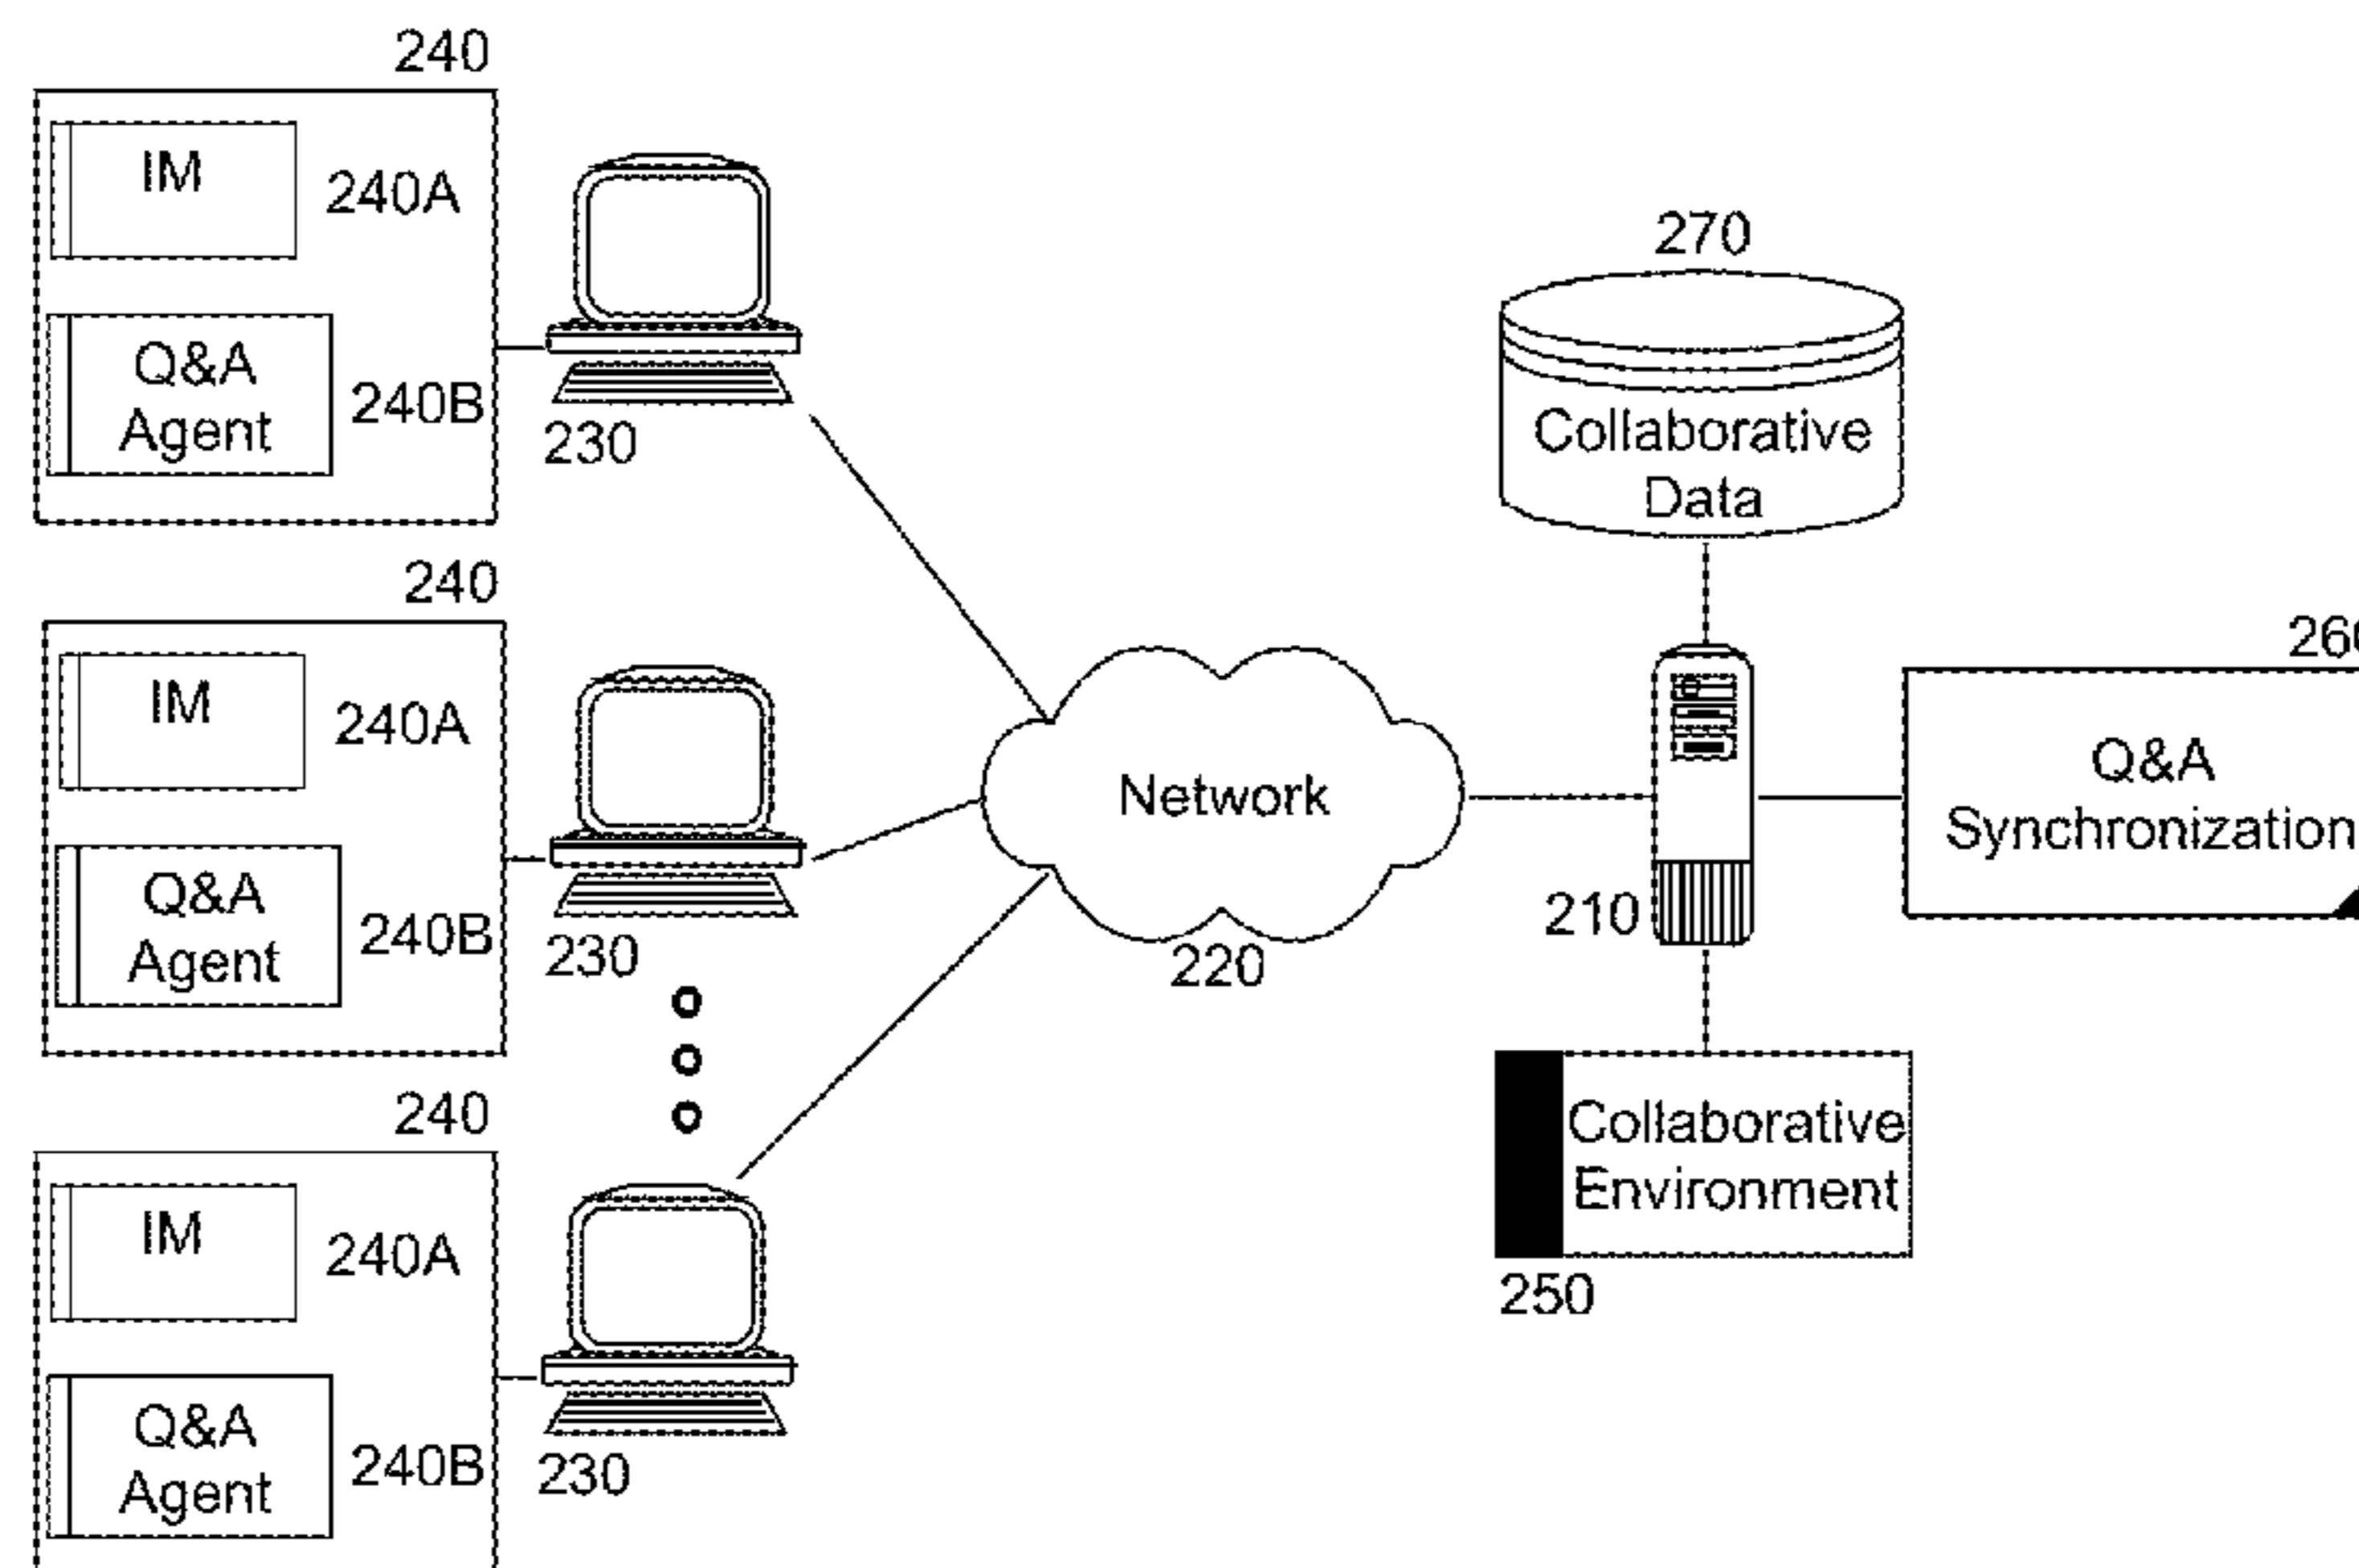 240
IM
240A
Q&A
Agent
240B
230
240
IM
240A
Q&A
Agent
240B
230
240
IM
240A
Q&A
Agent
240B
230
Network
220
270
Collaborative
Data
210
Q&A
Synchronization
Collaborative
Environment
250